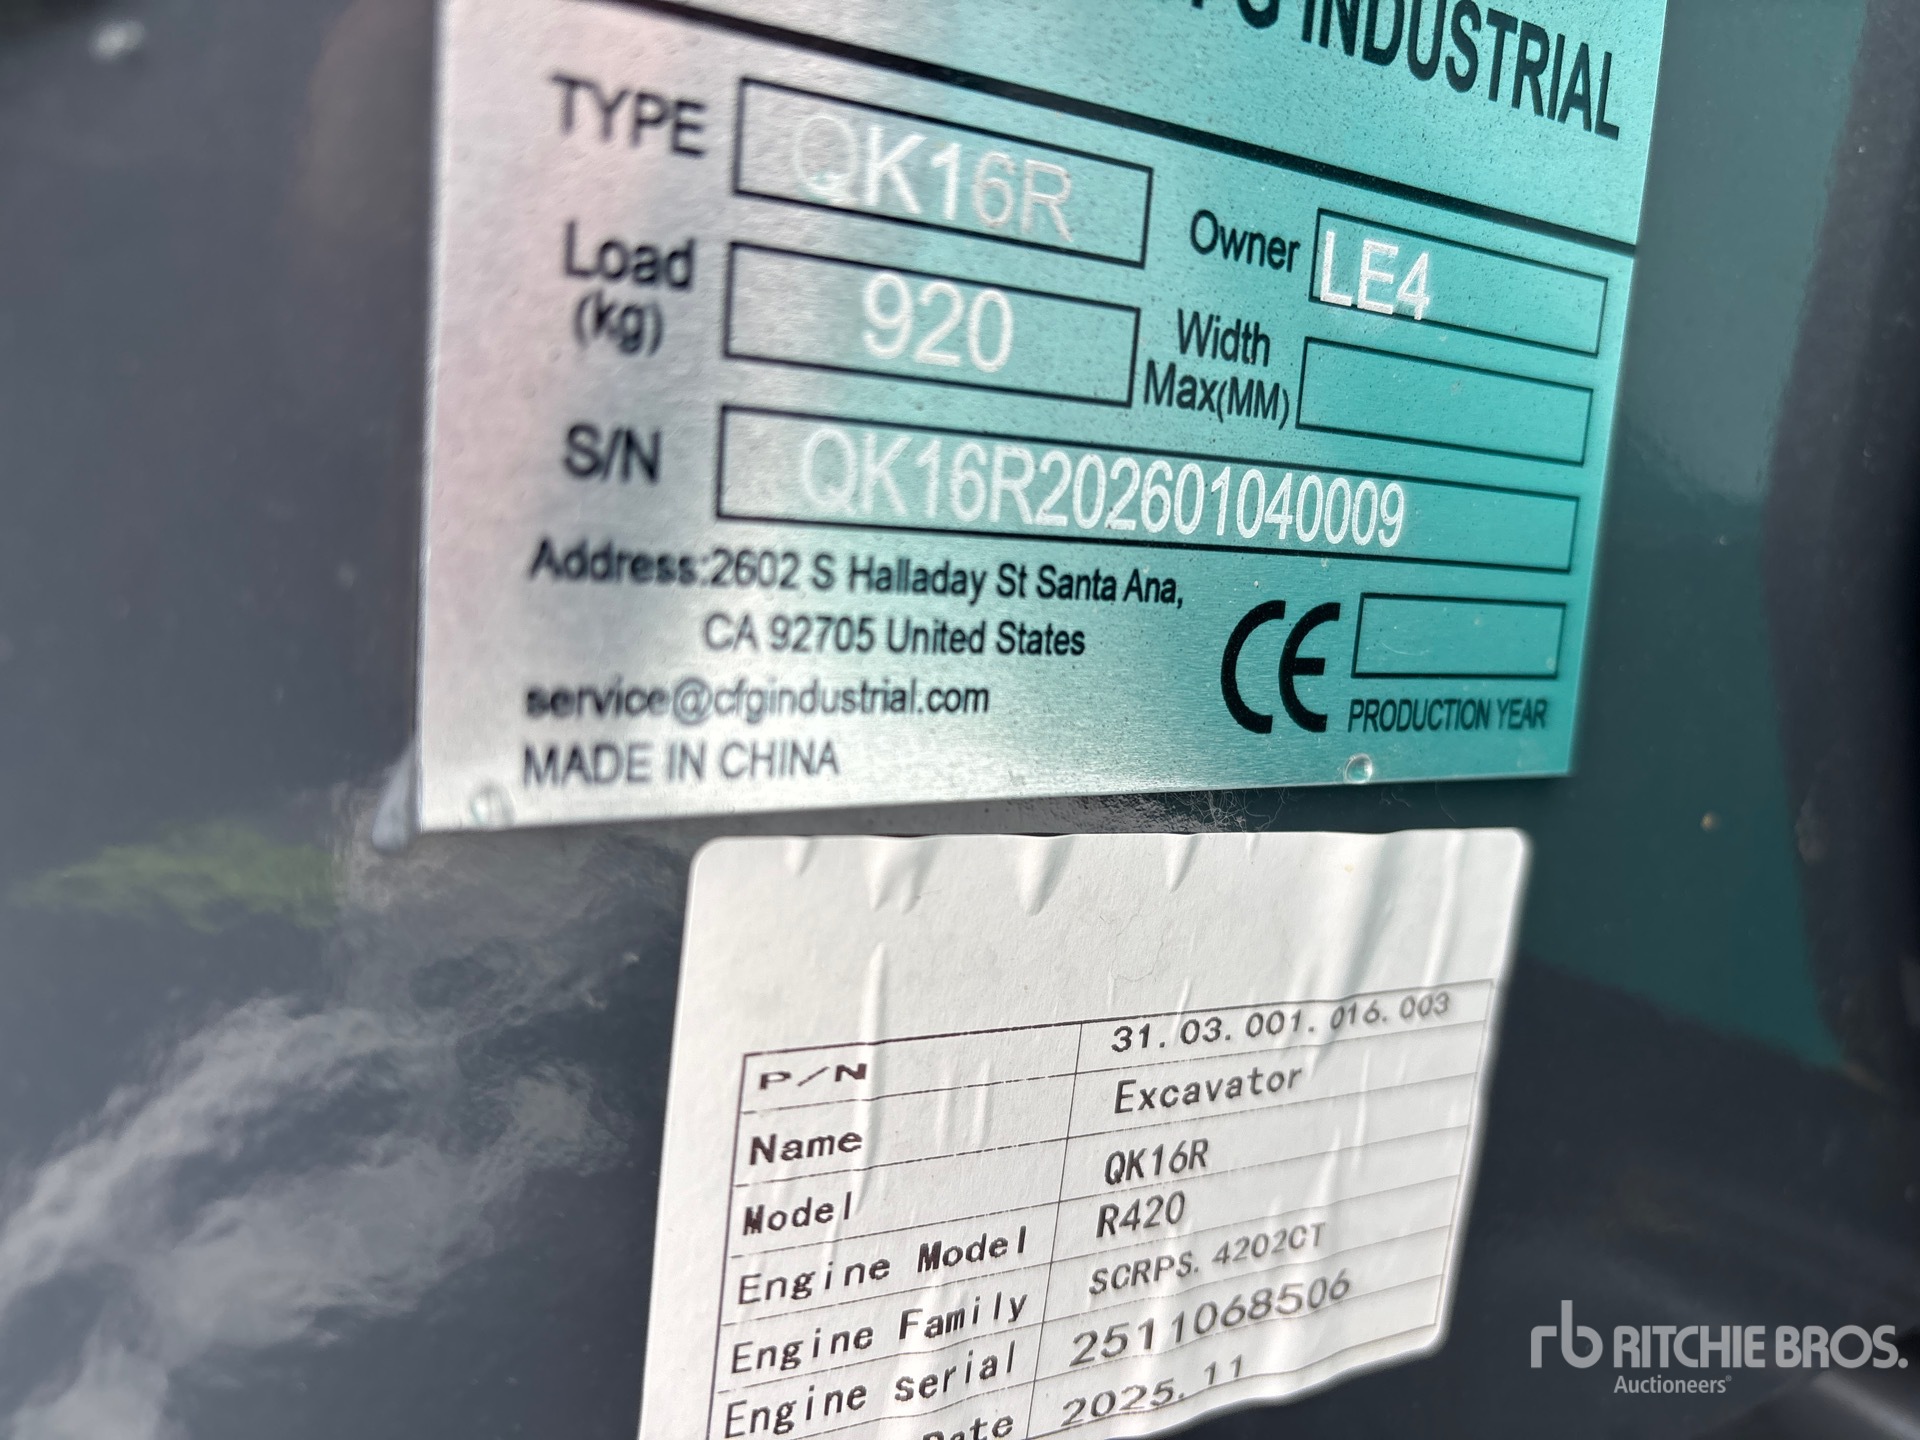 INDUSTRIAL
TYPE QK16R
Owner LE4
Load (kg) 920
Width Max(MM)
S/N QK16R202601040009
Address:2602 S Halladay St Santa Ana,
CA 92705 United States
service@cfgindustrial.com
MADE IN CHINA
CE
PRODUCTION YEAR
P/N 31.03.001.016.003
Name Excavator
Model QK16R
Engine Model R420
Engine Family SCRPS.4202CT
Engine serial 2511068506
Date 2025.11
rb RITCHIE BROS.
Auctioneers